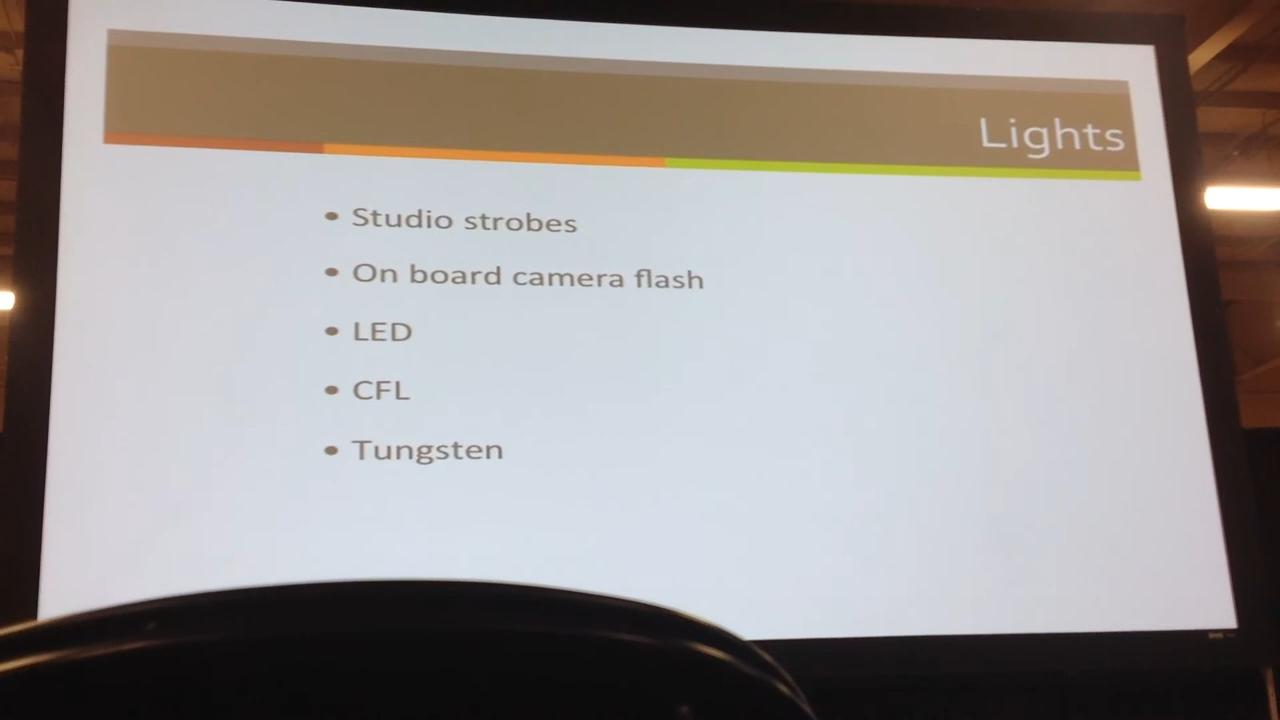 Lights
• Studio strobes
• On board camera flash
• LED
• CFL
• Tungsten